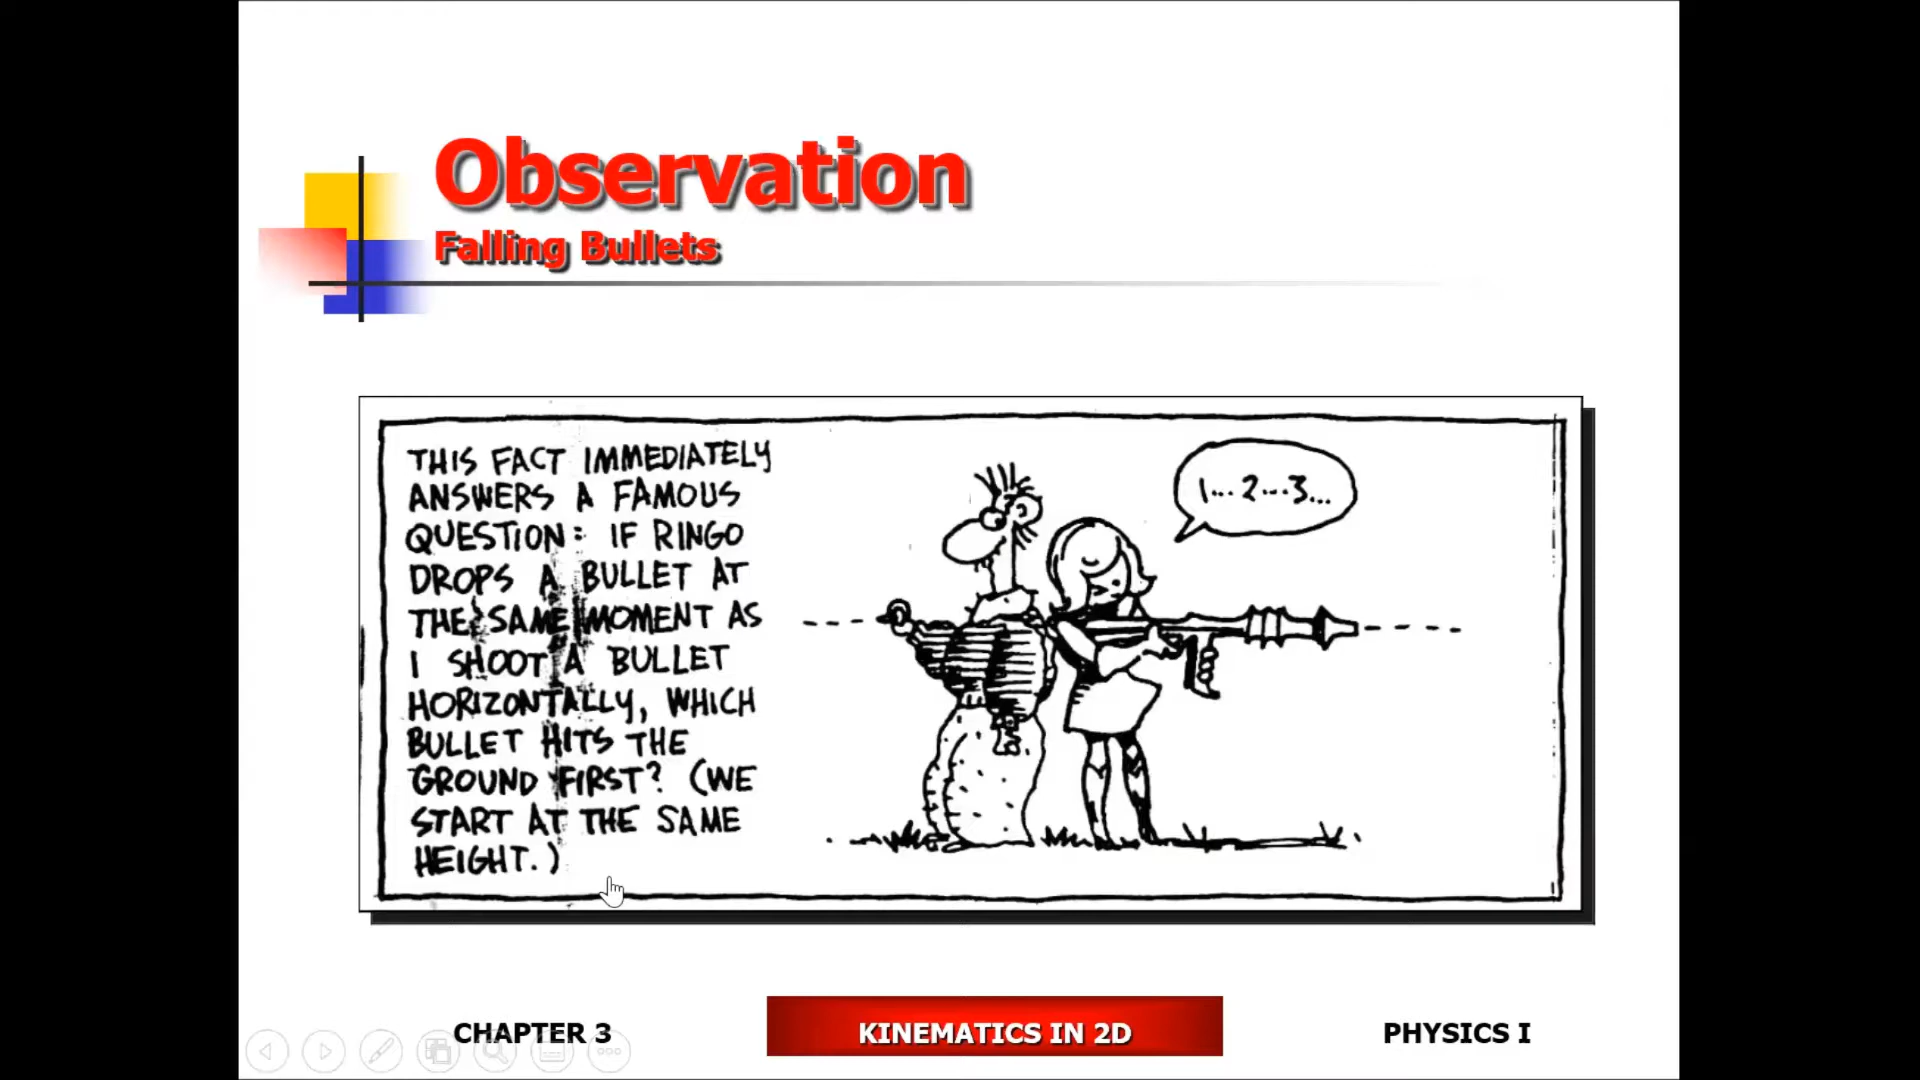 Observation
Falling Bullets
THIS FACT IMMEDIATELY
ANSWERS A FAMOUS
QUESTION: IF RINGO
DROPS A BULLET AT
THE SAME MOMENT AS
I SHOOT A BULLET
HORIZONTALLY, WHICH
BULLET HITS THE
GROUND FIRST? (WE
START AT THE SAME
HEIGHT.)
1...2...3...
CHAPTER 3
KINEMATICS IN 2D
PHYSICS I